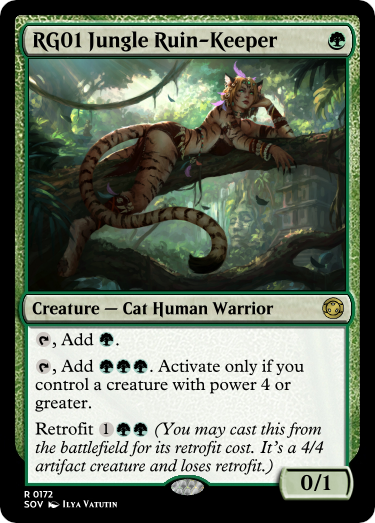 RG01 Jungle Ruin-Keeper
Creature — Cat Human Warrior
, Add .
, Add . Activate only if you
control a creature with power 4 or
greater.
Retrofit 1 (You may cast this from
the battlefield for its retrofit cost. It's a 4/4
artifact creature and loses retrofit.)
0/1
R 0172
SOV Ilya Vatutin